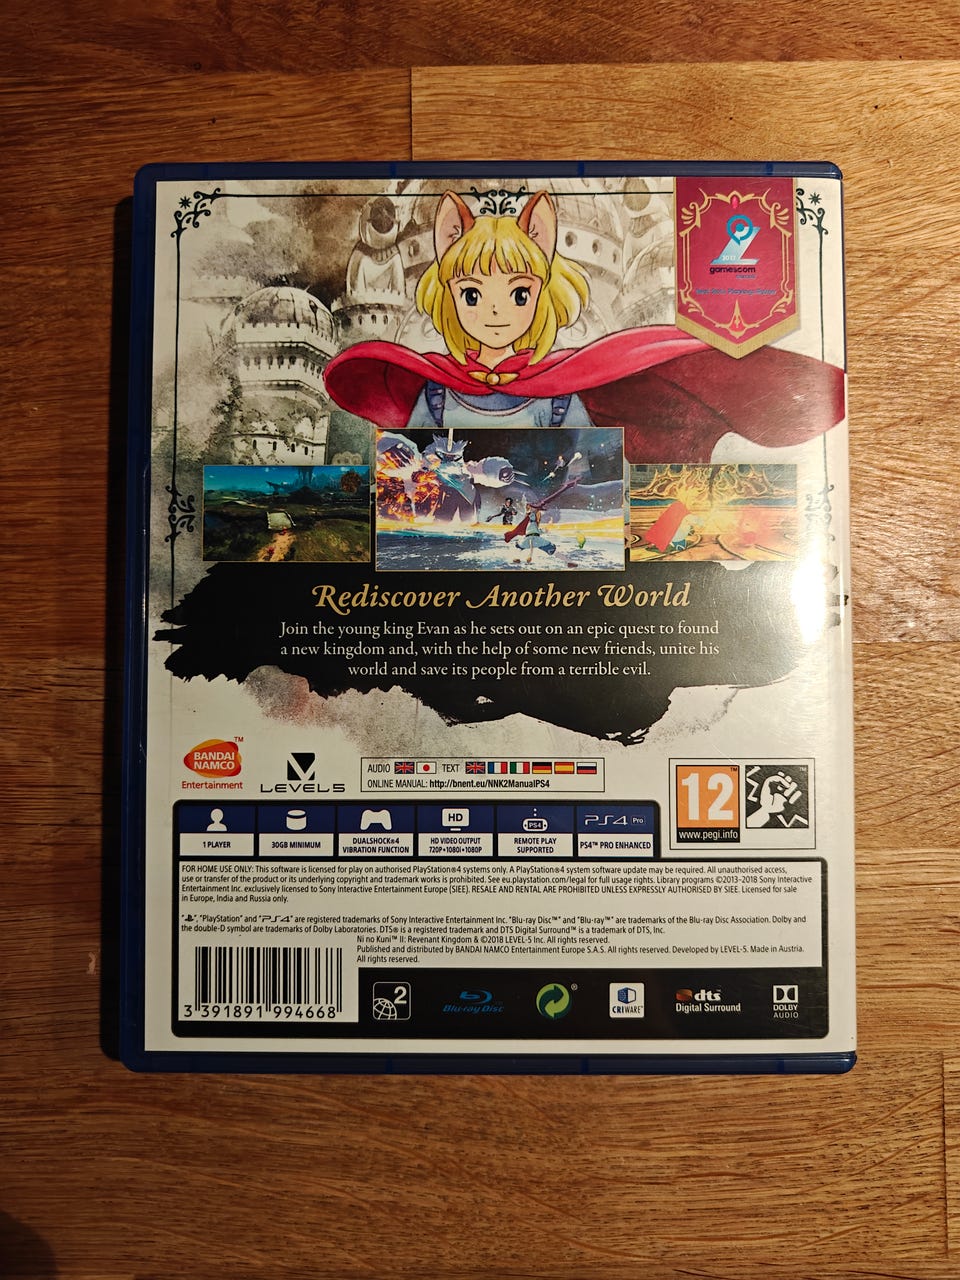 2017
gamescom
Rediscover Another World
Join the young king Evan as he sets out on an epic quest to found
a new kingdom and, with the help of some new friends, unite his
world and save its people from a terrible evil.
BANDAI
NAMCO
TM
Entertainment
LEVEL5
AUDIO TEXT
ONLINE MANUAL: http://bnent.eu/NNK2ManualPS4
12
TM
www.pegi.info
TM
1 PLAYER
30GB MINIMUM
DUALSHOCK®4
VIBRATION FUNCTION
HD
HD VIDEO OUTPUT
720P•1080i•1080P
PS4
REMOTE PLAY
SUPPORTED
PS4 Pro
PS4™ PRO ENHANCED
FOR HOME USE ONLY: This software is licensed for play on authorised PlayStation®4 systems only. A PlayStation®4 system software update may be required. All unauthorised access,
use or transfer of the product or its underlying copyright and trademark works is prohibited. See eu.playstation.com/legal for full usage rights. Library programs ©2013-2018 Sony Interactive
Entertainment Inc. exclusively licensed to Sony Interactive Entertainment Europe (SIEE). RESALE AND RENTAL ARE PROHIBITED UNLESS EXPRESSLY AUTHORISED BY SIEE. Licensed for sale
in Europe, India and Russia only.
", "PlayStation" and "PS4" are registered trademarks of Sony Interactive Entertainment Inc. "Blu-ray Disc™" and "Blu-ray™" are trademarks of the Blu-ray Disc Association. Dolby and
the double-D symbol are trademarks of Dolby Laboratories. DTS® is a registered trademark and DTS Digital Surround™ is a trademark of DTS, Inc.
Ni no Kuni™ II: Revenant Kingdom & ©2018 LEVEL-5 Inc. All rights reserved.
Published and distributed by BANDAI NAMCO Entertainment Europe S.A.S. All rights reserved. Developed by LEVEL-5. Made in Austria.
All rights reserved.
3 391891 994668
2
Blu-ray Disc
®
CRIWARE™
dts
Digital Surround
DOLBY
AUDIO